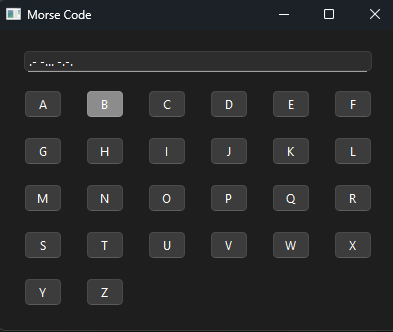 Morse Code
.- -... -.-.
A B C D E F
G H I J K L
M N O P Q R
S T U V W X
Y Z